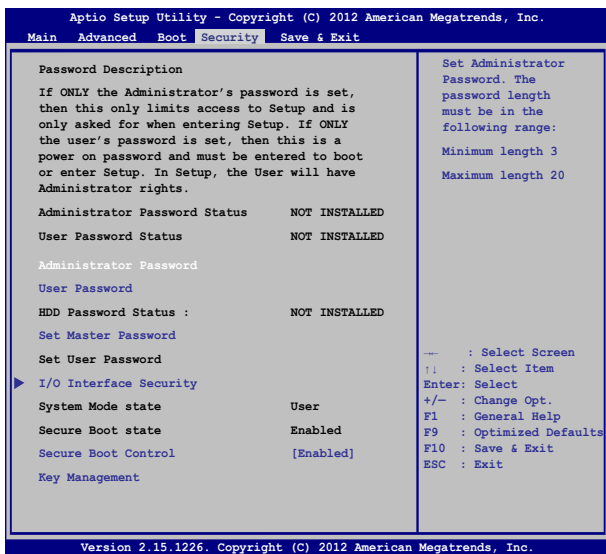 Aptio Setup Utility - Copyright (C) 2012 American Megatrends, Inc.
Main Advanced Boot Security Save & Exit
Password Description
If ONLY the Administrator's password is set,
then this only limits access to Setup and is
only asked for when entering Setup. If ONLY
the user's password is set, then this is a
power on password and must be entered to boot
or enter Setup. In Setup, the User will have
Administrator rights.
Administrator Password Status NOT INSTALLED
User Password Status NOT INSTALLED
Administrator Password
User Password
HDD Password Status : NOT INSTALLED
Set Master Password
Set User Password
I/O Interface Security
System Mode state User
Secure Boot state Enabled
Secure Boot Control [Enabled]
Key Management
Set Administrator
Password. The
password length
must be in the
following range:
Minimum length 3
Maximum length 20
→← : Select Screen
↑↓ : Select Item
Enter: Select
+/— : Change Opt.
F1 : General Help
F9 : Optimized Defaults
F10 : Save & Exit
ESC : Exit
Version 2.15.1226. Copyright (C) 2012 American Megatrends, Inc.